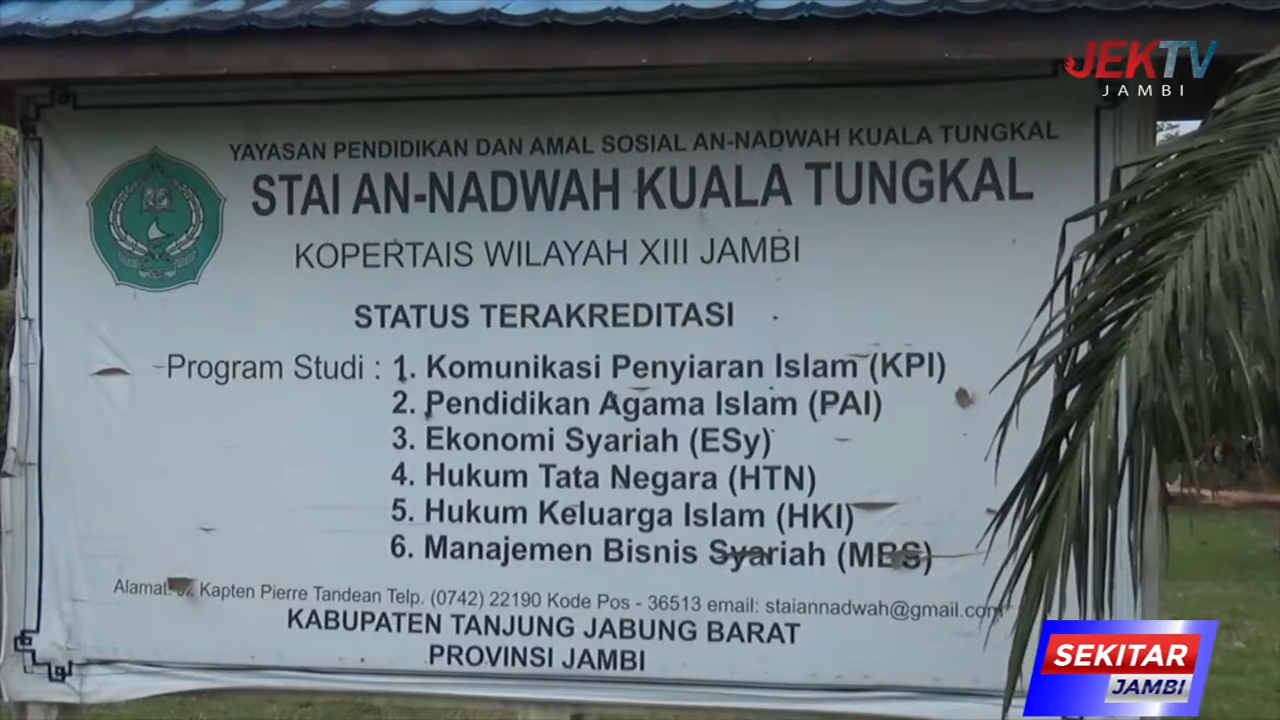 JEKTV
JAMBI
YAYASAN PENDIDIKAN DAN AMAL SOSIAL AN-NADWAH KUALA TUNGKAL
STAI AN-NADWAH KUALA TUNGKAL
KOPERTAIS WILAYAH XIII JAMBI
STATUS TERAKREDITASI
Program Studi : 1. Komunikasi Penyiaran Islam (KPI)
2. Pendidikan Agama Islam (PAI)
3. Ekonomi Syariah (ESy)
4. Hukum Tata Negara (HTN)
5. Hukum Keluarga Islam (HKI)
6. Manajemen Bisnis Syariah (MBS)
Alamat: Kapten Pierre Tandean Telp. (0742) 22190 Kode Pos - 36513 email: staiannadwah@gmail.com
KABUPATEN TANJUNG JABUNG BARAT
PROVINSI JAMBI
SEKITAR
JAMBI